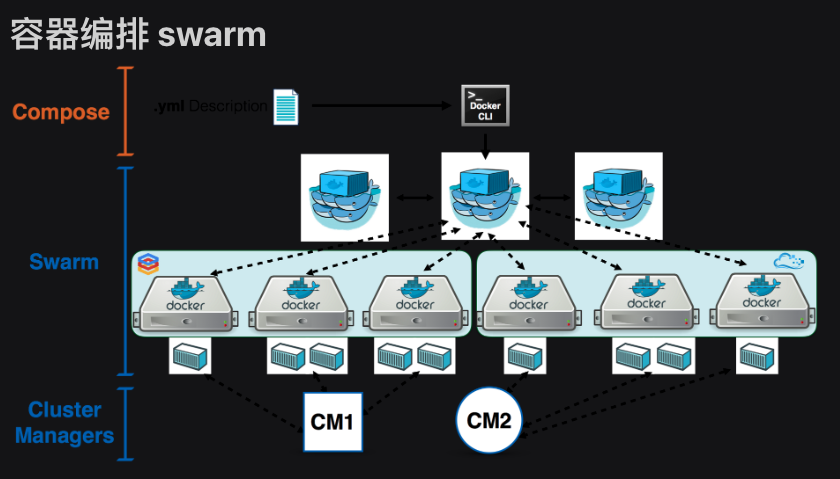 容器编排 swarm
Compose
.yml Description
>_
Docker
CLI
Swarm
docker
docker
docker
docker
docker
docker
Cluster
Managers
CM1
CM2